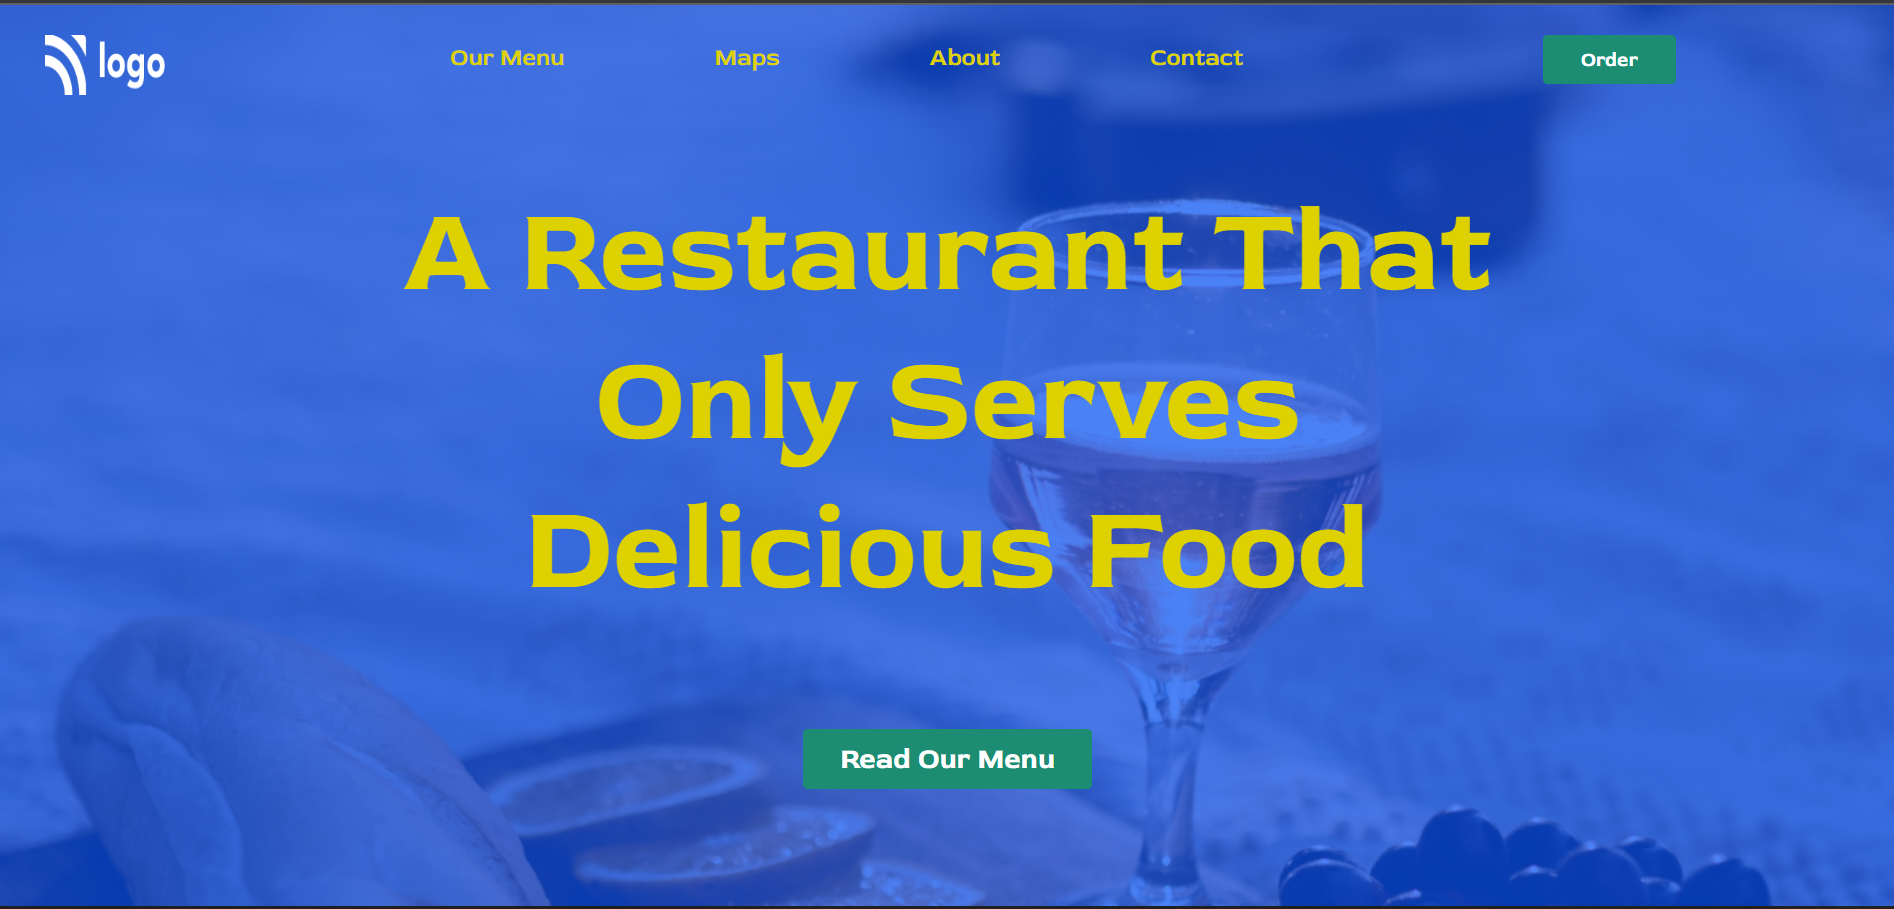 logo
Our Menu
Maps
About
Contact
Order
A Restaurant That
Only Serves
Delicious Food
Read Our Menu